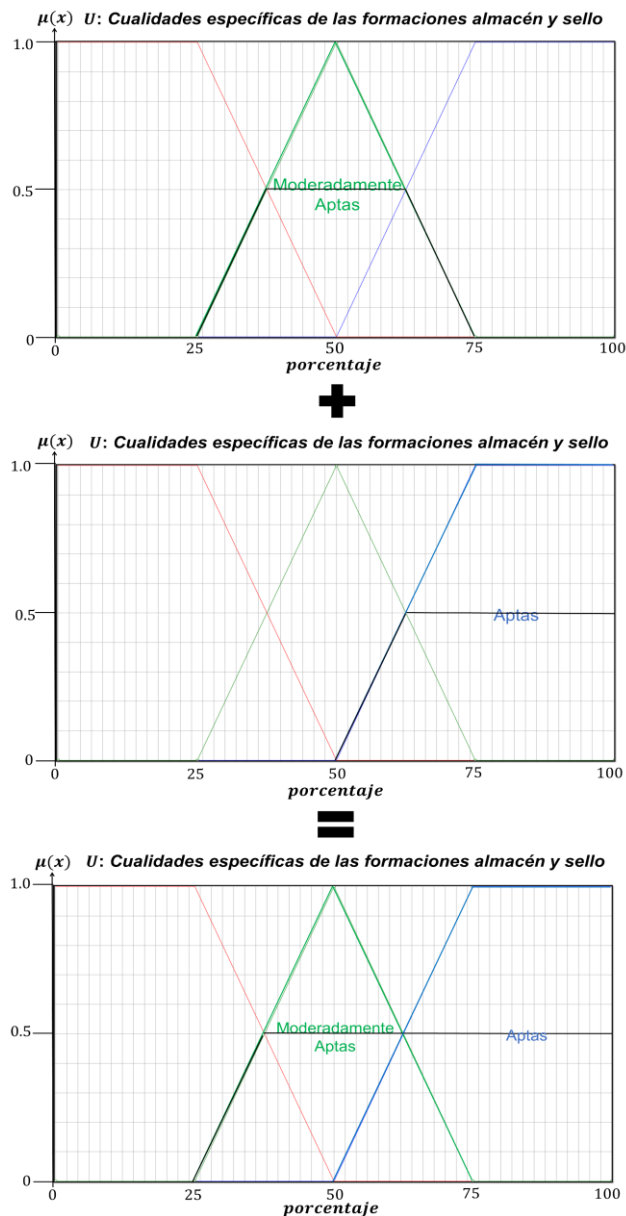 μ(x) U: Cualidades específicas de las formaciones almacén y sello
1.0
Moderadamente
0.5
Aptas
0
0 25 50 75 100
porcentaje
+
μ(x) U: Cualidades específicas de las formaciones almacén y sello
1.0
0.5
Aptas
0
0 25 50 75 100
porcentaje
=
μ(x) U: Cualidades específicas de las formaciones almacén y sello
1.0
Moderadamente
0.5 Aptas
Aptas
0
0 25 50 75 100
porcentaje